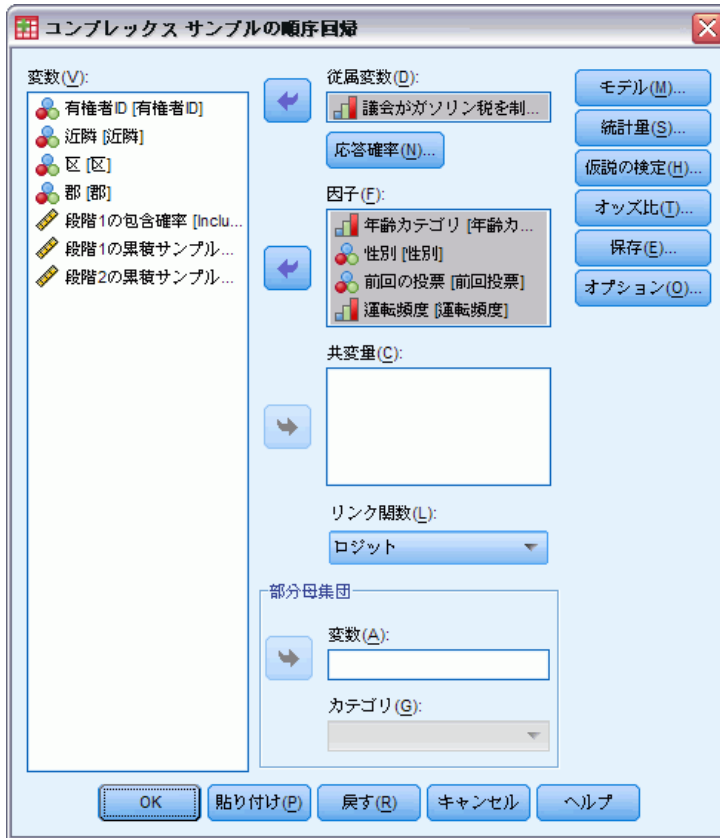 コンプレックス サンプルの順序回帰
変数(V):
有権者ID [有権者ID]
近隣 [近隣]
区 [区]
郡 [郡]
段階1の包含確率 [Inclu...
段階1の累積サンプル...
段階2の累積サンプル...
従属変数(D):
議会がガソリン税を制...
応答確率(N)...
因子(F):
年齢カテゴリ [年齢カ...
性別 [性別]
前回の投票 [前回投票]
運転頻度 [運転頻度]
共変量(C):
リンク関数(L):
ロジット
部分母集団
変数(A):
カテゴリ(G):
モデル(M)...
統計量(S)...
仮説の検定(H)...
オッズ比(T)...
保存(E)...
オプション(O)...
OK
貼り付け(P)
戻す(R)
キャンセル
ヘルプ